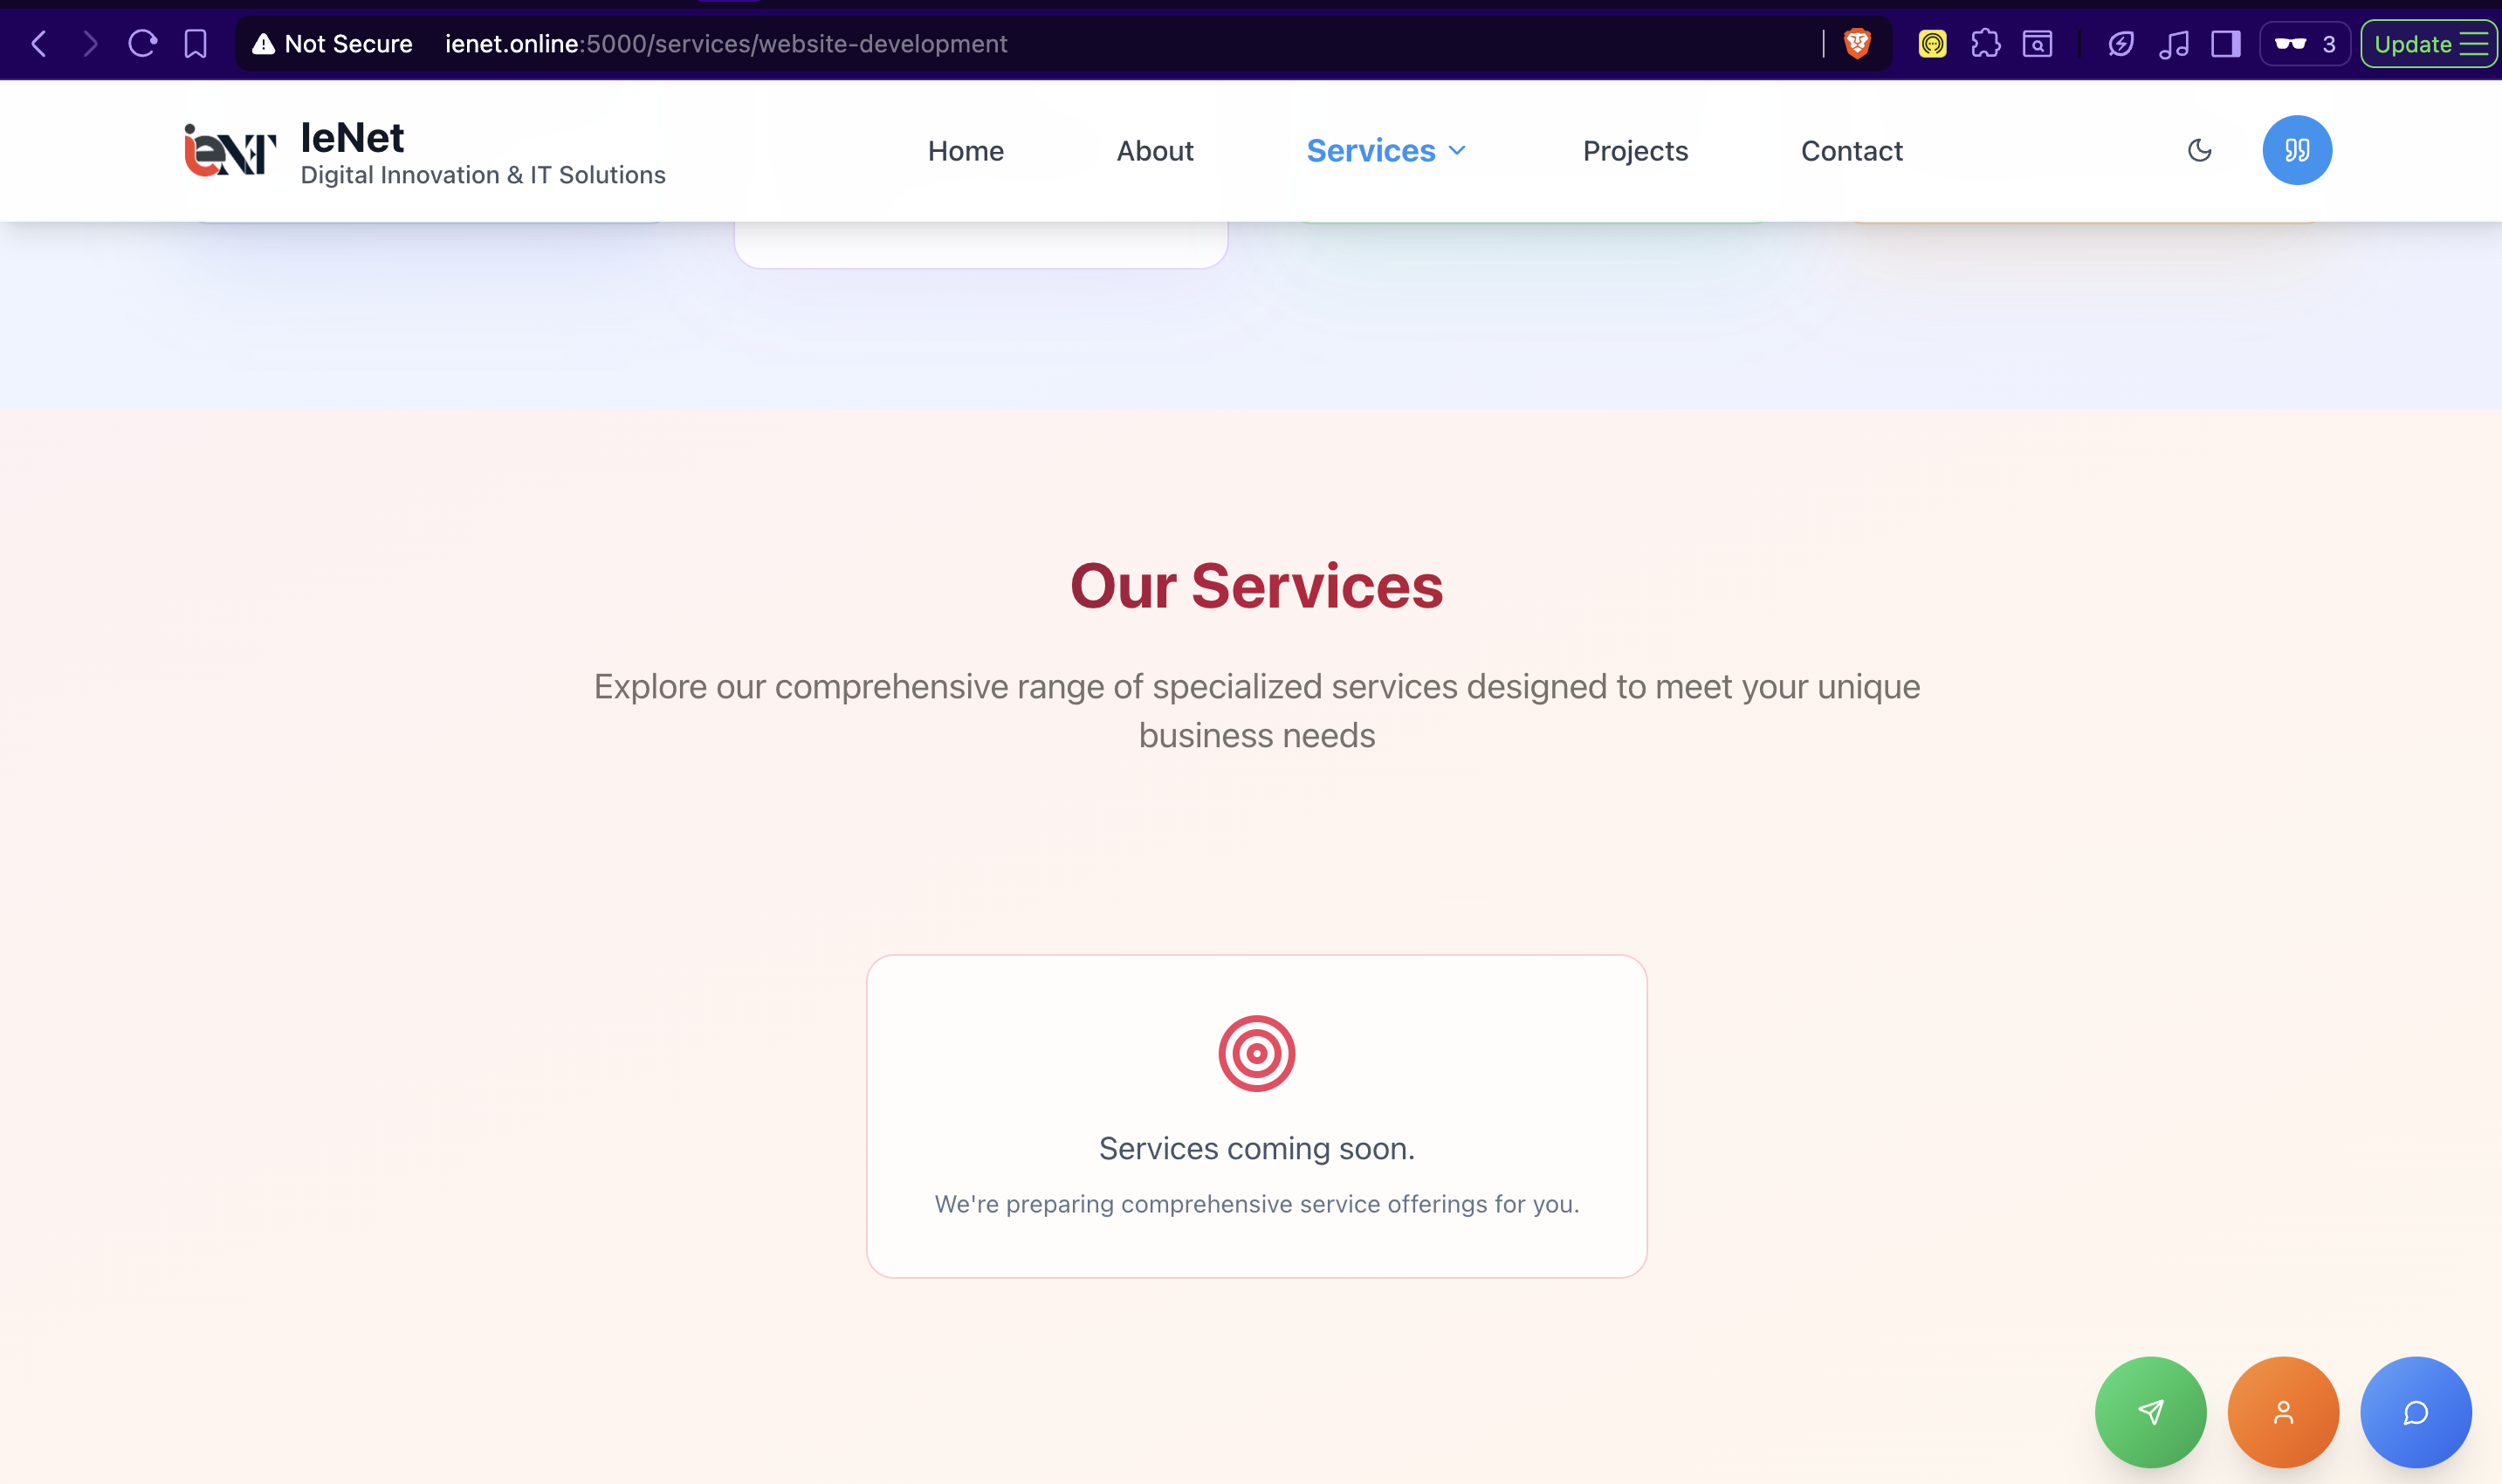 Not Secure
ienet.online:5000/services/website-development
3
Update
ieNT
IeNet
Digital Innovation & IT Solutions
Home
About
Services
Projects
Contact
Our Services
Explore our comprehensive range of specialized services designed to meet your unique
business needs
Services coming soon.
We're preparing comprehensive service offerings for you.